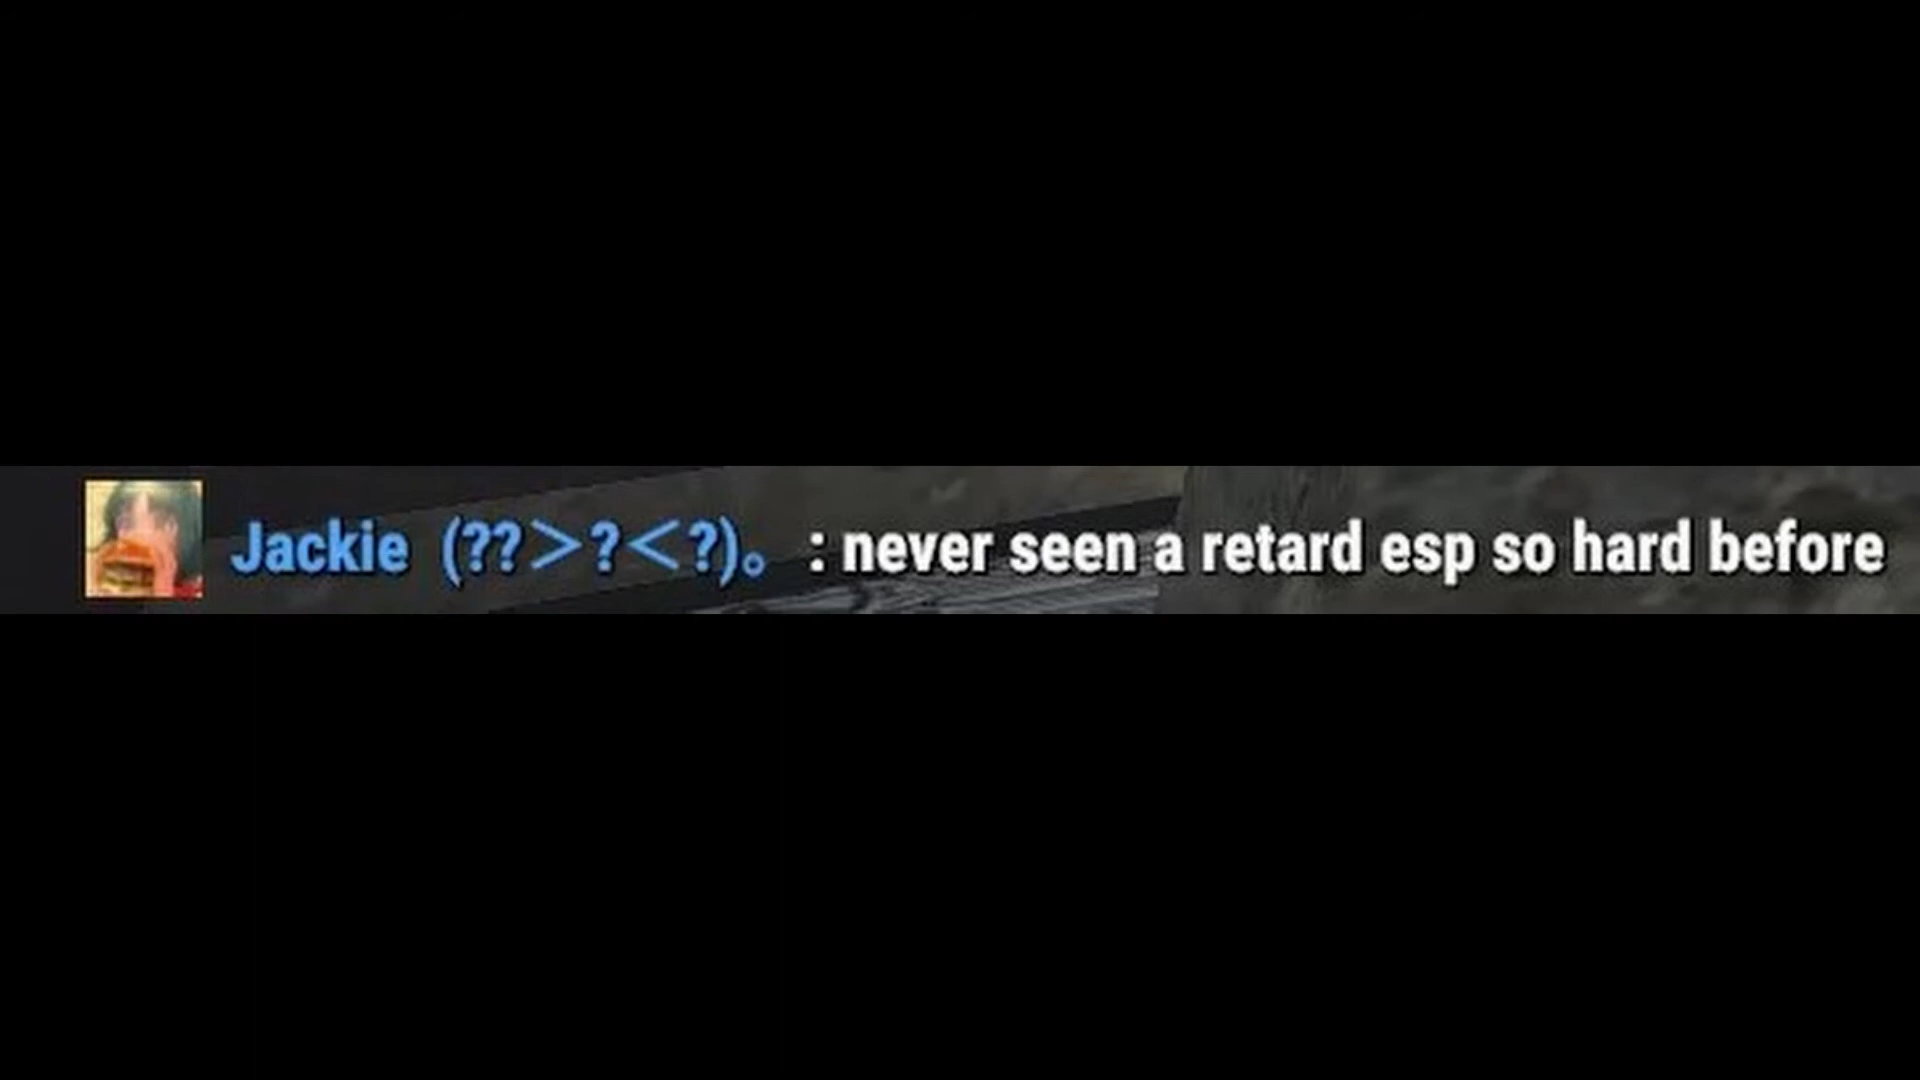 Jackie (??＞?＜?)。 : never seen a retard esp so hard before